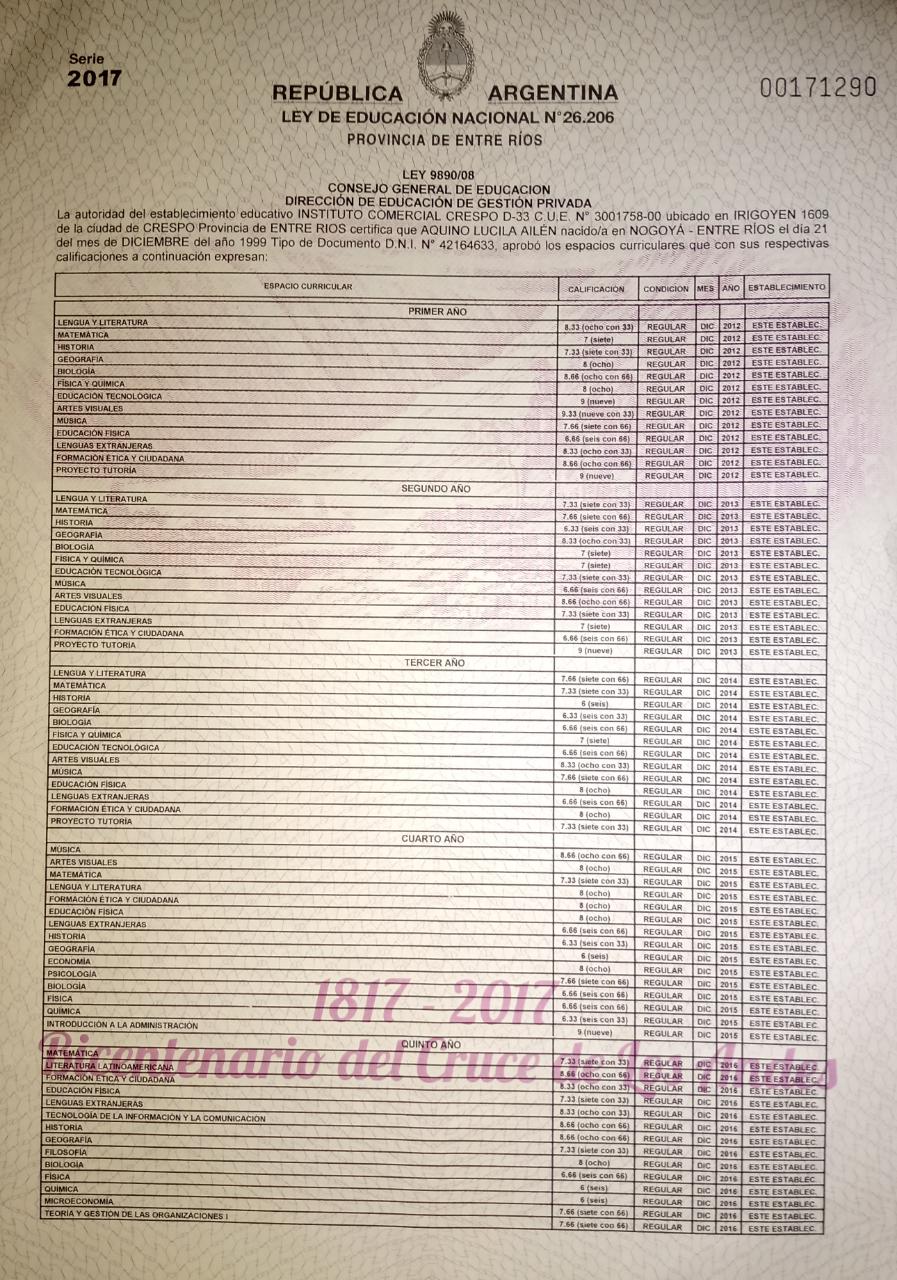 Serie
2017
00171290
REPÚBLICA ARGENTINA
LEY DE EDUCACIÓN NACIONAL N°26.206
PROVINCIA DE ENTRE RÍOS
LEY 9890/08
CONSEJO GENERAL DE EDUCACION
DIRECCIÓN DE EDUCACIÓN DE GESTIÓN PRIVADA
La autoridad del establecimiento educativo INSTITUTO COMERCIAL CRESPO D-33 C.U.E. N° 3001758-00 ubicado en IRIGOYEN 1609
de la ciudad de CRESPO Provincia de ENTRE RIOS certifica que AQUINO LUCILA AILÉN nacido/a en NOGOYÁ - ENTRE RÍOS el día 21
del mes de DICIEMBRE del año 1999 Tipo de Documento D.N.I. N° 42164633, aprobó los espacios curriculares que con sus respectivas
calificaciones a continuación expresan:
ESPACIO CURRICULAR CALIFICACIÓN CONDICION MES AÑO ESTABLECIMIENTO
PRIMER AÑO
LENGUA Y LITERATURA 8.33 (ocho con 33) REGULAR DIC 2012 ESTE ESTABLEC.
MATEMÁTICA 7 (siete) REGULAR DIC 2012 ESTE ESTABLEC.
HISTORIA 7.33 (siete con 33) REGULAR DIC 2012 ESTE ESTABLEC.
GEOGRAFÍA 8 (ocho) REGULAR DIC 2012 ESTE ESTABLEC.
BIOLOGÍA 8.66 (ocho con 66) REGULAR DIC 2012 ESTE ESTABLEC.
FÍSICA Y QUÍMICA 8 (ocho) REGULAR DIC 2012 ESTE ESTABLEC.
EDUCACIÓN TECNOLÓGICA 9 (nueve) REGULAR DIC 2012 ESTE ESTABLEC.
ARTES VISUALES 9.33 (nueve con 33) REGULAR DIC 2012 ESTE ESTABLEC.
MÚSICA 7.66 (siete con 66) REGULAR DIC 2012 ESTE ESTABLEC.
EDUCACIÓN FÍSICA 6.66 (seis con 66) REGULAR DIC 2012 ESTE ESTABLEC.
LENGUAS EXTRANJERAS 8.33 (ocho con 33) REGULAR DIC 2012 ESTE ESTABLEC.
FORMACIÓN ÉTICA Y CIUDADANA 8.66 (ocho con 66) REGULAR DIC 2012 ESTE ESTABLEC.
PROYECTO TUTORÍA 9 (nueve) REGULAR DIC 2012 ESTE ESTABLEC.
SEGUNDO AÑO
LENGUA Y LITERATURA 7.33 (siete con 33) REGULAR DIC 2013 ESTE ESTABLEC.
MATEMÁTICA 7.66 (siete con 66) REGULAR DIC 2013 ESTE ESTABLEC.
HISTORIA 6.33 (seis con 33) REGULAR DIC 2013 ESTE ESTABLEC.
GEOGRAFÍA 8.33 (ocho con 33) REGULAR DIC 2013 ESTE ESTABLEC.
BIOLOGÍA 7 (siete) REGULAR DIC 2013 ESTE ESTABLEC.
FÍSICA Y QUÍMICA 7 (siete) REGULAR DIC 2013 ESTE ESTABLEC.
EDUCACIÓN TECNOLÓGICA 7.33 (siete con 33) REGULAR DIC 2013 ESTE ESTABLEC.
MÚSICA 6.66 (seis con 66) REGULAR DIC 2013 ESTE ESTABLEC.
ARTES VISUALES 8.66 (ocho con 66) REGULAR DIC 2013 ESTE ESTABLEC.
EDUCACIÓN FÍSICA 7.33 (siete con 33) REGULAR DIC 2013 ESTE ESTABLEC.
LENGUAS EXTRANJERAS 7 (siete) REGULAR DIC 2013 ESTE ESTABLEC.
FORMACIÓN ÉTICA Y CIUDADANA 6.66 (seis con 66) REGULAR DIC 2013 ESTE ESTABLEC.
PROYECTO TUTORIA 9 (nueve) REGULAR DIC 2013 ESTE ESTABLEC.
TERCER AÑO
LENGUA Y LITERATURA 7.66 (siete con 66) REGULAR DIC 2014 ESTE ESTABLEC.
MATEMÁTICA 7.33 (siete con 33) REGULAR DIC 2014 ESTE ESTABLEC.
HISTORIA 6 (seis) REGULAR DIC 2014 ESTE ESTABLEC.
GEOGRAFÍA 6.33 (seis con 33) REGULAR DIC 2014 ESTE ESTABLEC.
BIOLOGÍA 6.66 (seis con 66) REGULAR DIC 2014 ESTE ESTABLEC.
FÍSICA Y QUÍMICA 7 (siete) REGULAR DIC 2014 ESTE ESTABLEC.
EDUCACIÓN TECNOLÓGICA 6.66 (seis con 66) REGULAR DIC 2014 ESTE ESTABLEC.
ARTES VISUALES 8.33 (ocho con 33) REGULAR DIC 2014 ESTE ESTABLEC.
MÚSICA 7.66 (siete con 66) REGULAR DIC 2014 ESTE ESTABLEC.
EDUCACIÓN FÍSICA 8 (ocho) REGULAR DIC 2014 ESTE ESTABLEC.
LENGUAS EXTRANJERAS 6.66 (seis con 66) REGULAR DIC 2014 ESTE ESTABLEC.
FORMACIÓN ÉTICA Y CIUDADANA 8 (ocho) REGULAR DIC 2014 ESTE ESTABLEC.
PROYECTO TUTORÍA 7.33 (siete con 33) REGULAR DIC 2014 ESTE ESTABLEC.
CUARTO AÑO
MÚSICA 8.66 (ocho con 66) REGULAR DIC 2015 ESTE ESTABLEC.
ARTES VISUALES 8 (ocho) REGULAR DIC 2015 ESTE ESTABLEC.
MATEMÁTICA 7.33 (siete con 33) REGULAR DIC 2015 ESTE ESTABLEC.
LENGUA Y LITERATURA 8 (ocho) REGULAR DIC 2015 ESTE ESTABLEC.
FORMACIÓN ÉTICA Y CIUDADANA 8 (ocho) REGULAR DIC 2015 ESTE ESTABLEC.
EDUCACIÓN FÍSICA 8 (ocho) REGULAR DIC 2015 ESTE ESTABLEC.
LENGUAS EXTRANJERAS 6.66 (seis con 66) REGULAR DIC 2015 ESTE ESTABLEC.
HISTORIA 6.33 (seis con 33) REGULAR DIC 2015 ESTE ESTABLEC.
GEOGRAFÍA 6 (seis) REGULAR DIC 2015 ESTE ESTABLEC.
ECONOMÍA 8 (ocho) REGULAR DIC 2015 ESTE ESTABLEC.
PSICOLOGÍA 7.66 (siete con 66) REGULAR DIC 2015 ESTE ESTABLEC.
BIOLOGÍA 6.66 (seis con 66) REGULAR DIC 2015 ESTE ESTABLEC.
FÍSICA 6.66 (seis con 66) REGULAR DIC 2015 ESTE ESTABLEC.
QUÍMICA 6.33 (seis con 33) REGULAR DIC 2015 ESTE ESTABLEC.
INTRODUCCIÓN A LA ADMINISTRACIÓN 9 (nueve) REGULAR DIC 2015 ESTE ESTABLEC.
1817 - 2017
Bicentenario del Cruce de Los Andes
QUINTO AÑO
MATEMÁTICA 7.33 (siete con 33) REGULAR DIC 2016 ESTE ESTABLEC.
LITERATURA LATINOAMERICANA 8.66 (ocho con 66) REGULAR DIC 2016 ESTE ESTABLEC.
FORMACIÓN ÉTICA Y CIUDADANA 8.33 (ocho con 33) REGULAR DIC 2016 ESTE ESTABLEC.
EDUCACIÓN FÍSICA 7.33 (siete con 33) REGULAR DIC 2016 ESTE ESTABLEC.
LENGUAS EXTRANJERAS 8.33 (ocho con 33) REGULAR DIC 2016 ESTE ESTABLEC.
TECNOLOGÍA DE LA INFORMACIÓN Y LA COMUNICACIÓN 8.66 (ocho con 66) REGULAR DIC 2016 ESTE ESTABLEC.
HISTORIA 8.66 (ocho con 66) REGULAR DIC 2016 ESTE ESTABLEC.
GEOGRAFÍA 7.33 (siete con 33) REGULAR DIC 2016 ESTE ESTABLEC.
FILOSOFÍA 8 (ocho) REGULAR DIC 2016 ESTE ESTABLEC.
BIOLOGÍA 6.66 (seis con 66) REGULAR DIC 2016 ESTE ESTABLEC.
FÍSICA 6 (seis) REGULAR DIC 2016 ESTE ESTABLEC.
QUÍMICA 6 (seis) REGULAR DIC 2016 ESTE ESTABLEC.
MICROECONOMÍA 7.66 (siete con 66) REGULAR DIC 2016 ESTE ESTABLEC.
TEORÍA Y GESTIÓN DE LAS ORGANIZACIONES I 7.66 (siete con 66) REGULAR DIC 2016 ESTE ESTABLEC.